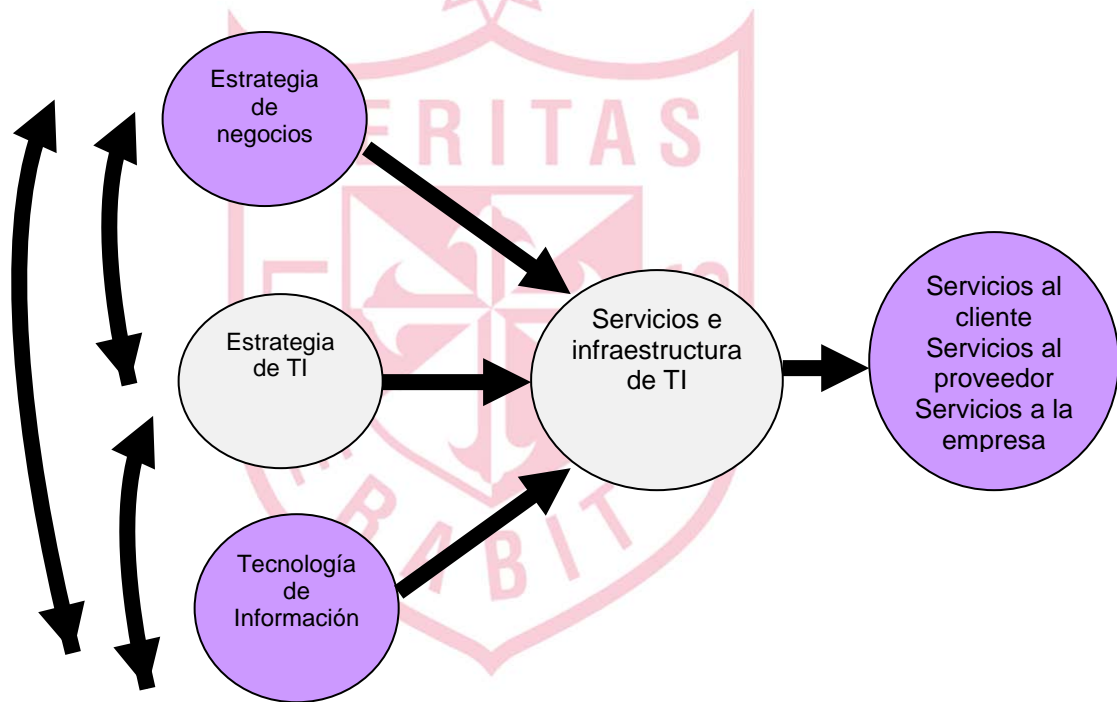 Estrategia
de
negocios
VERITAS
Estrategia
de TI
Servicios e
infraestructura
de TI
Servicios al
cliente
Servicios al
proveedor
Servicios a la
empresa
Tecnología
de
Información